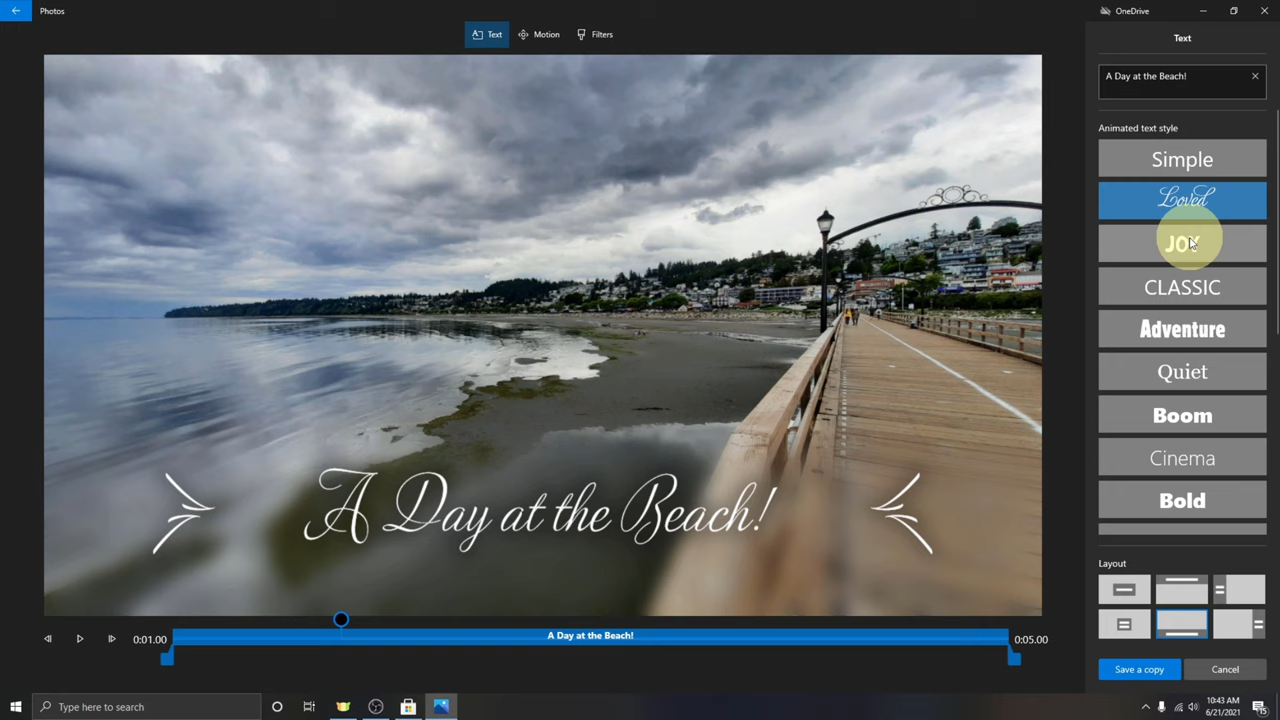 Photos
OneDrive
Text
Motion
Filters
Text
A Day at the Beach!
Animated text style
Simple
Loved
JOY
CLASSIC
Adventure
Quiet
Boom
Cinema
Bold
A Day at the Beach!
Layout
0:01.00
A Day at the Beach!
0:05.00
Save a copy
Cancel
Type here to search
10:43 AM
6/21/2021
15